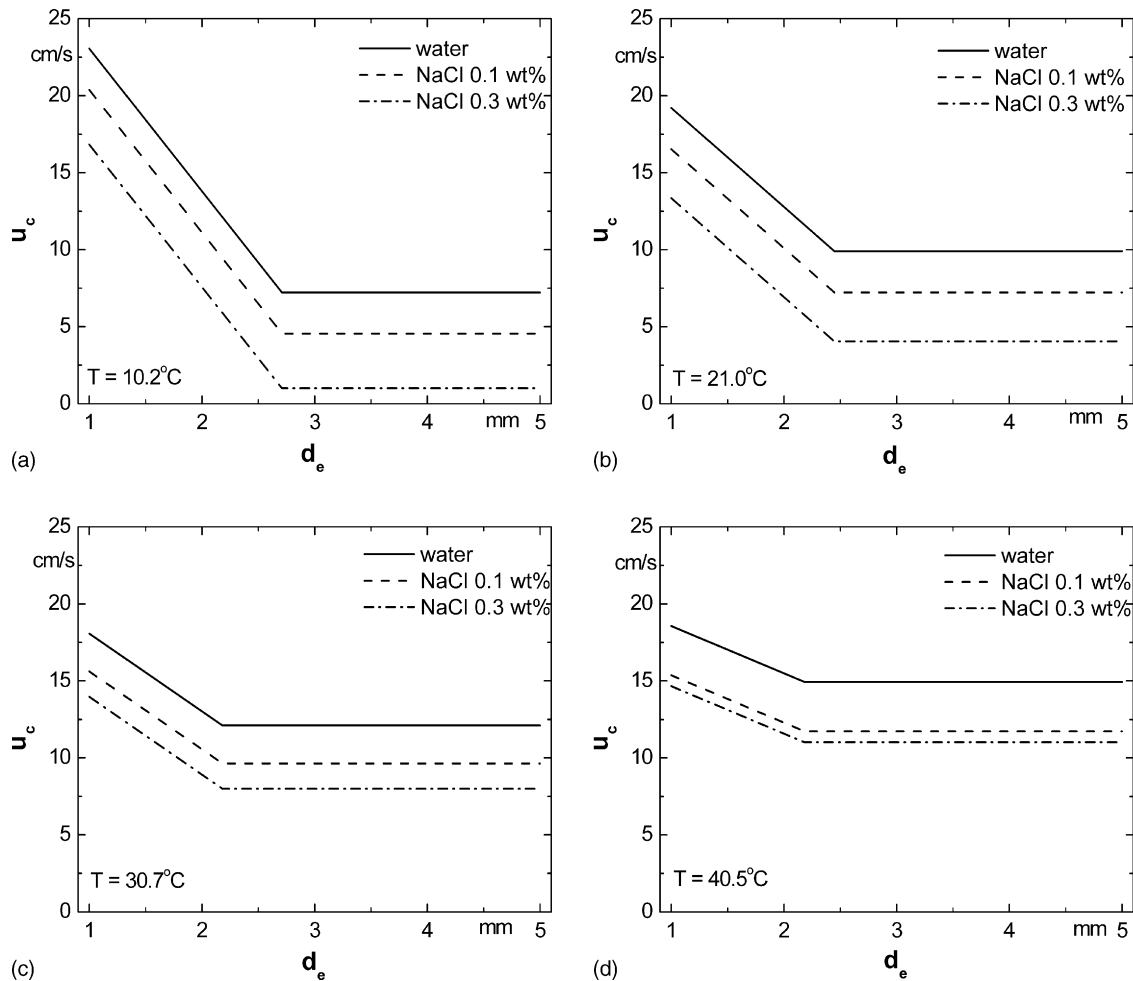 25
cm/s
20
15
10
5
0
u_c
water
NaCl 0.1 wt%
NaCl 0.3 wt%
T = 10.2°C
1 2 3 4 mm 5
(a)
d_e
25
cm/s
20
15
10
5
0
u_c
water
NaCl 0.1 wt%
NaCl 0.3 wt%
T = 21.0°C
1 2 3 4 mm 5
(b)
d_e
25
cm/s
20
15
10
5
0
u_c
water
NaCl 0.1 wt%
NaCl 0.3 wt%
T = 30.7°C
1 2 3 4 mm 5
(c)
d_e
25
cm/s
20
15
10
5
0
u_c
water
NaCl 0.1 wt%
NaCl 0.3 wt%
T = 40.5°C
1 2 3 4 mm 5
(d)
d_e